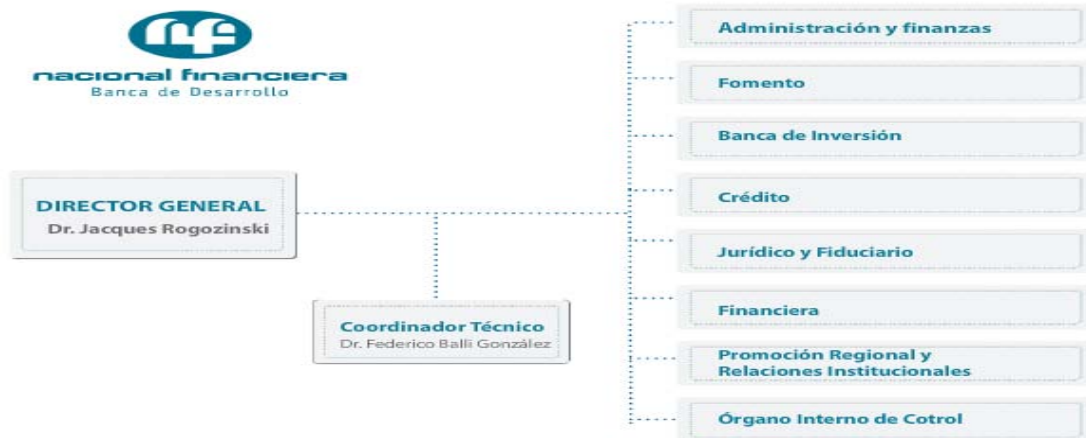 nf
nacional financiera
Banca de Desarrollo
DIRECTOR GENERAL
Dr. Jacques Rogozinski
Coordinador Técnico
Dr. Federico Balli González
Administración y finanzas
Fomento
Banca de Inversión
Crédito
Jurídico y Fiduciario
Financiera
Promoción Regional y
Relaciones Institucionales
Órgano Interno de Cotrol